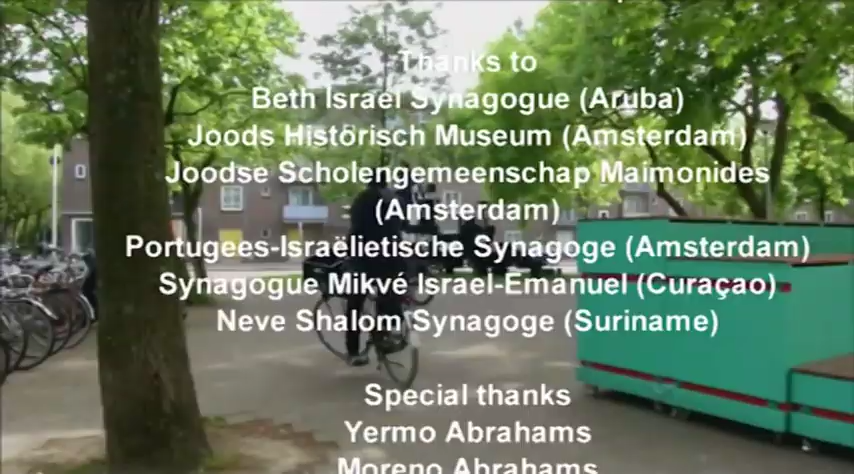 Thanks to
Beth Israel Synagogue (Aruba)
Joods Historisch Museum (Amsterdam)
Joodse Scholengemeenschap Maimonides
(Amsterdam)
Portugees-Israëlietische Synagoge (Amsterdam)
Synagogue Mikvé Israel-Emanuel (Curaçao)
Neve Shalom Synagoge (Suriname)
Special thanks
Yermo Abrahams
Moreno Abrahams